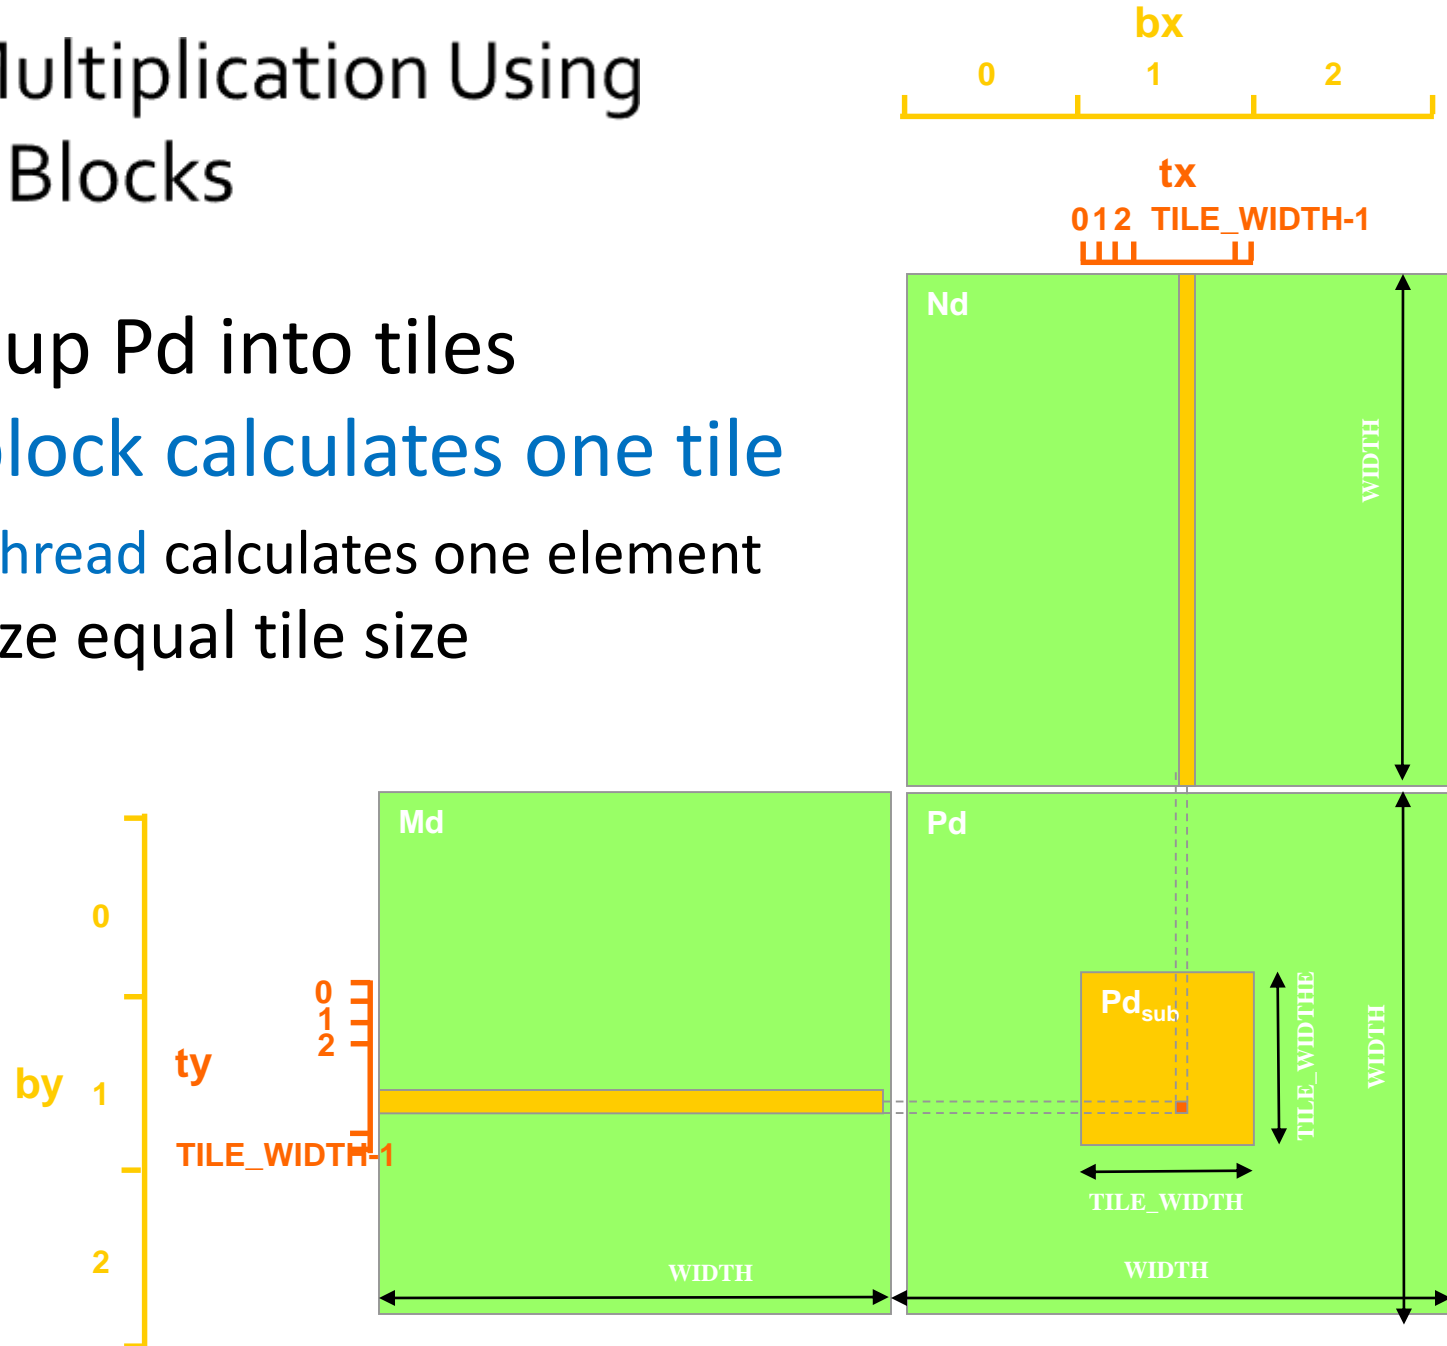 Multiplication Using
Blocks
up Pd into tiles
block calculates one tile
hread calculates one element
ze equal tile size
bx
0 1 2
tx
0 1 2 TILE_WIDTH-1
Nd
WIDTH
Md
Pd
0
0
1
2
ty
by 1
TILE_WIDTH-1
2
Pdsub
TILE_WIDTHE
WIDTH
TILE_WIDTH
WIDTH
WIDTH